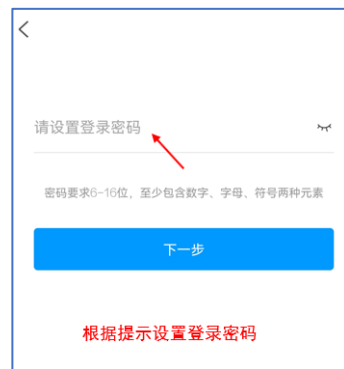 请设置登录密码
密码要求6-16位，至少包含数字、字母、符号两种元素
下一步
根据提示设置登录密码